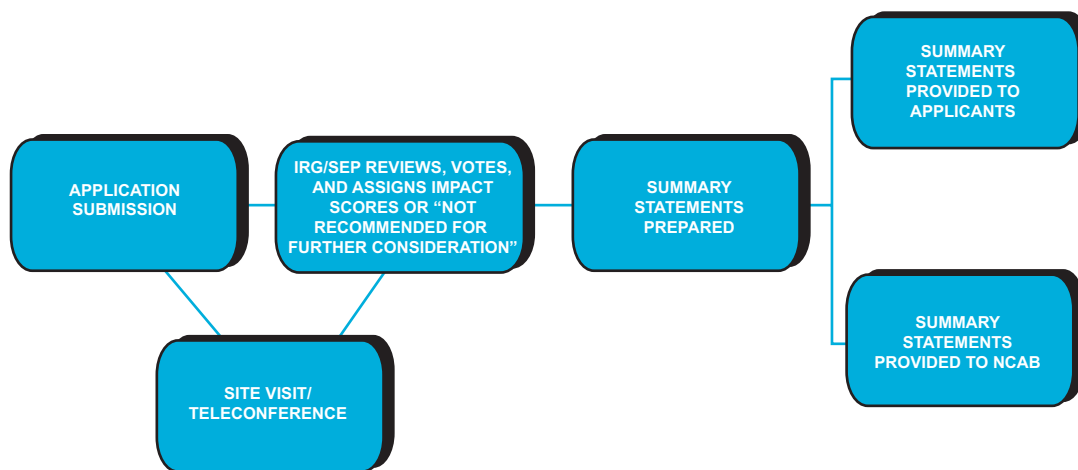 APPLICATION
SUBMISSION
IRG/SEP REVIEWS, VOTES,
AND ASSIGNS IMPACT
SCORES OR “NOT
RECOMMENDED FOR
FURTHER CONSIDERATION”
SITE VISIT/
TELECONFERENCE
SUMMARY
STATEMENTS
PREPARED
SUMMARY
STATEMENTS
PROVIDED TO
APPLICANTS
SUMMARY
STATEMENTS
PROVIDED TO NCAB